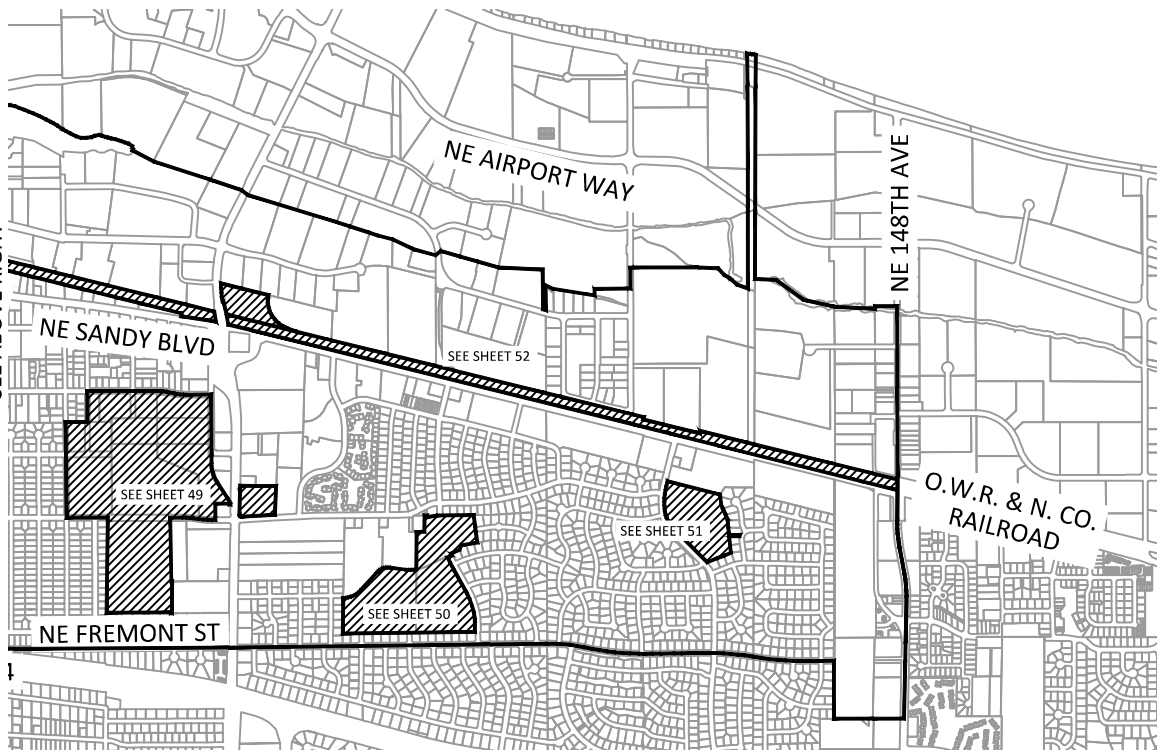 NE AIRPORT WAY
NE 148TH AVE
NE SANDY BLVD
SEE SHEET 52
SEE SHEET 49
O.W.R. & N. CO.
RAILROAD
SEE SHEET 51
SEE SHEET 50
NE FREMONT ST
4